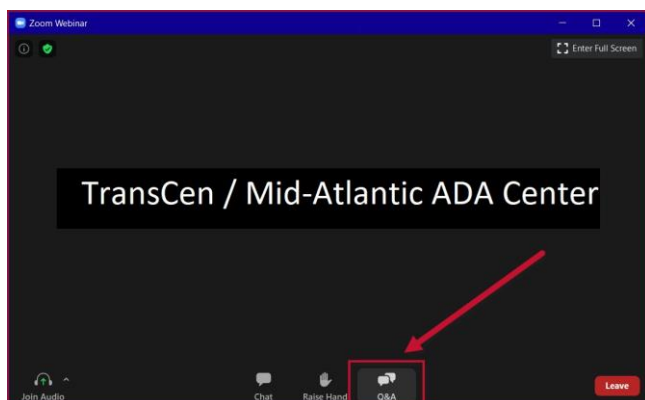 Zoom Webinar
Enter Full Screen
TransCen / Mid-Atlantic ADA Center
Join Audio
Chat
Raise Hand
Q&A
Leave